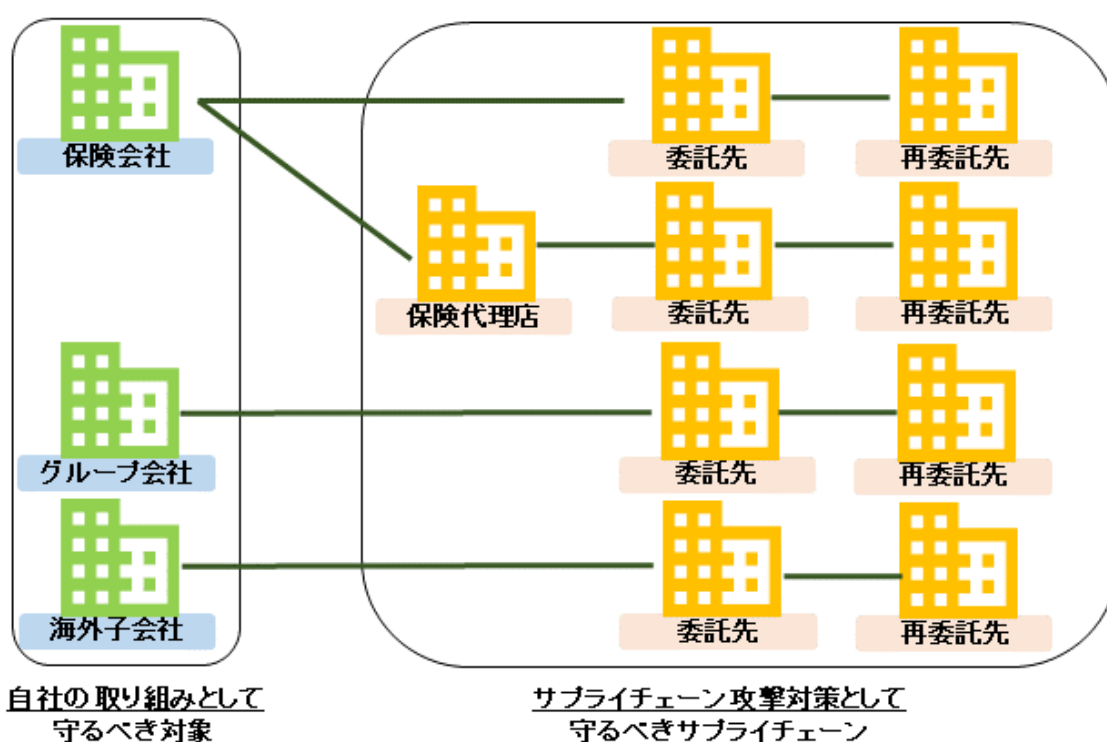 保険会社
委託先
再委託先
保険代理店
委託先
再委託先
グループ会社
委託先
再委託先
海外子会社
委託先
再委託先
自社の取り組みとして
守るべき対象
サプライチェーン攻撃対策として
守るべきサプライチェーン